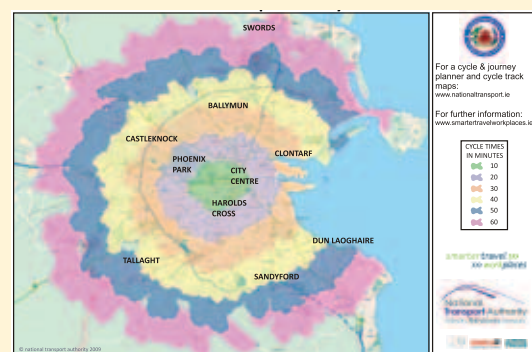 SWORDS
BALLYMUN
CASTLEKNOCK
CLONTARF
PHOENIX
PARK
CITY
CENTRE
HAROLDS
CROSS
DUN LAOGHAIRE
TALLAGHT
SANDYFORD
© national transport authority 2009
For a cycle & journey
planner and cycle track
maps:
www.nationaltransport.ie
For further information:
www.smartertravelworkplaces.ie
CYCLE TIMES
IN MINUTES
10
20
30
40
50
60
smartertravel
workplaces
National
Transport Authority